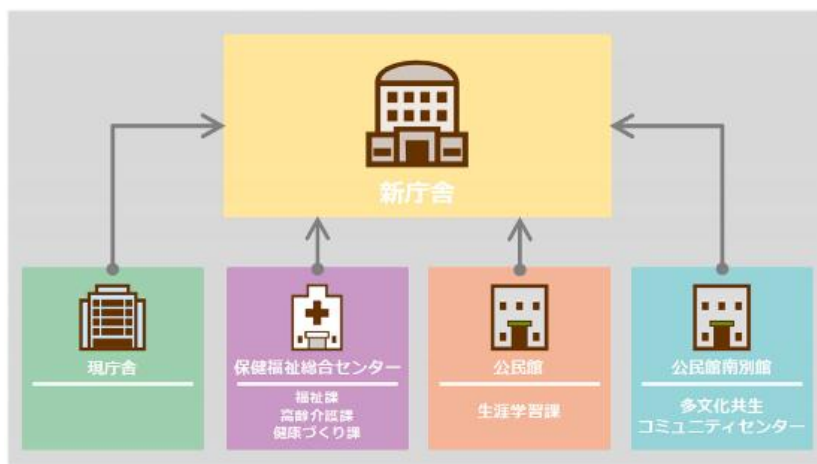 新庁舎
現庁舎
保健福祉総合センター
福祉課
高齢介護課
健康づくり課
公民館
生涯学習課
公民館南別館
多文化共生
コミュニティセンター